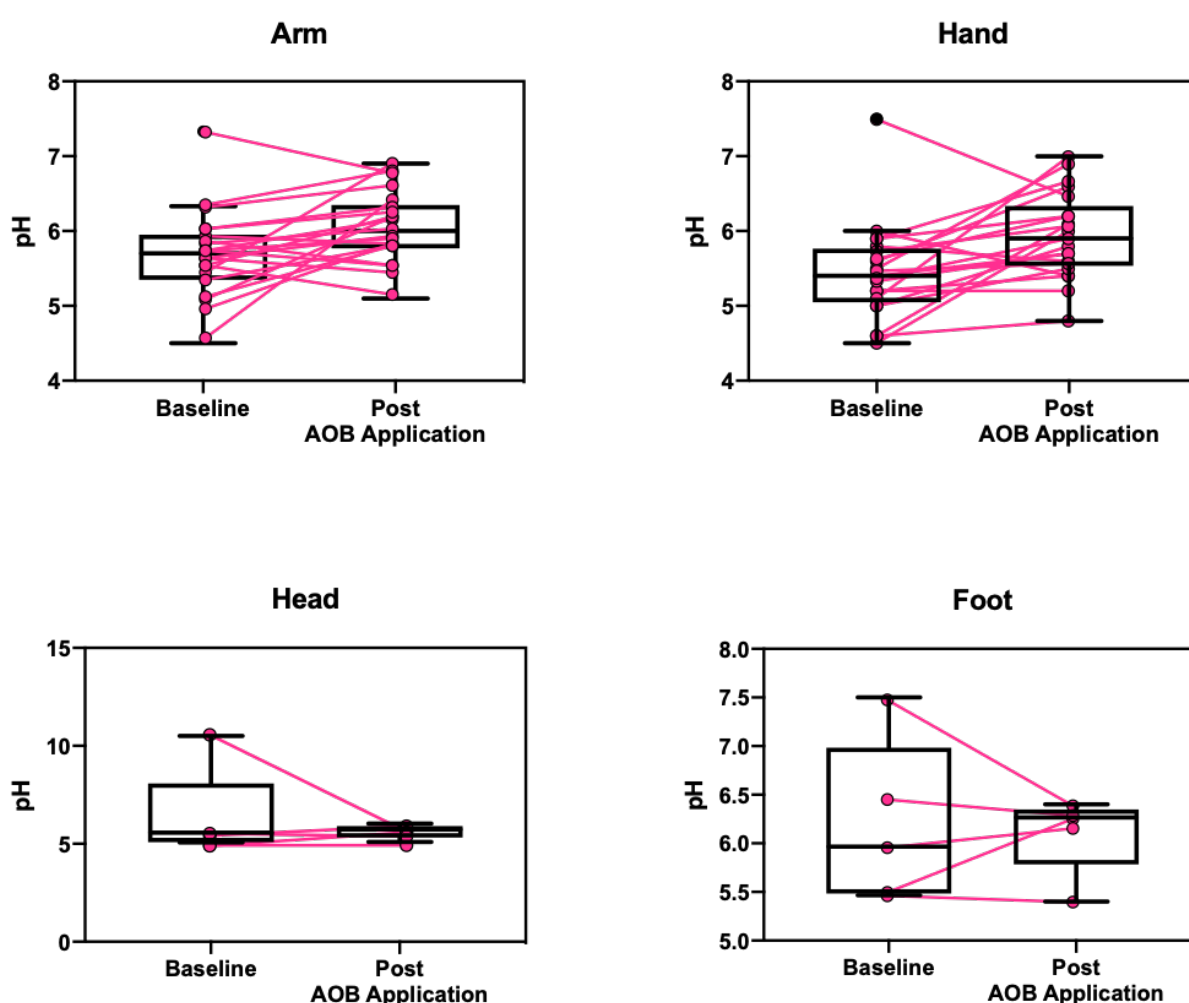 Arm
8
7
6
5
4
pH
Baseline
Post
AOB Application
Hand
8
7
6
5
4
pH
Baseline
Post
AOB Application
Head
15
10
5
0
pH
Baseline
Post
AOB Application
Foot
8.0
7.5
7.0
6.5
6.0
5.5
5.0
pH
Baseline
Post
AOB Application